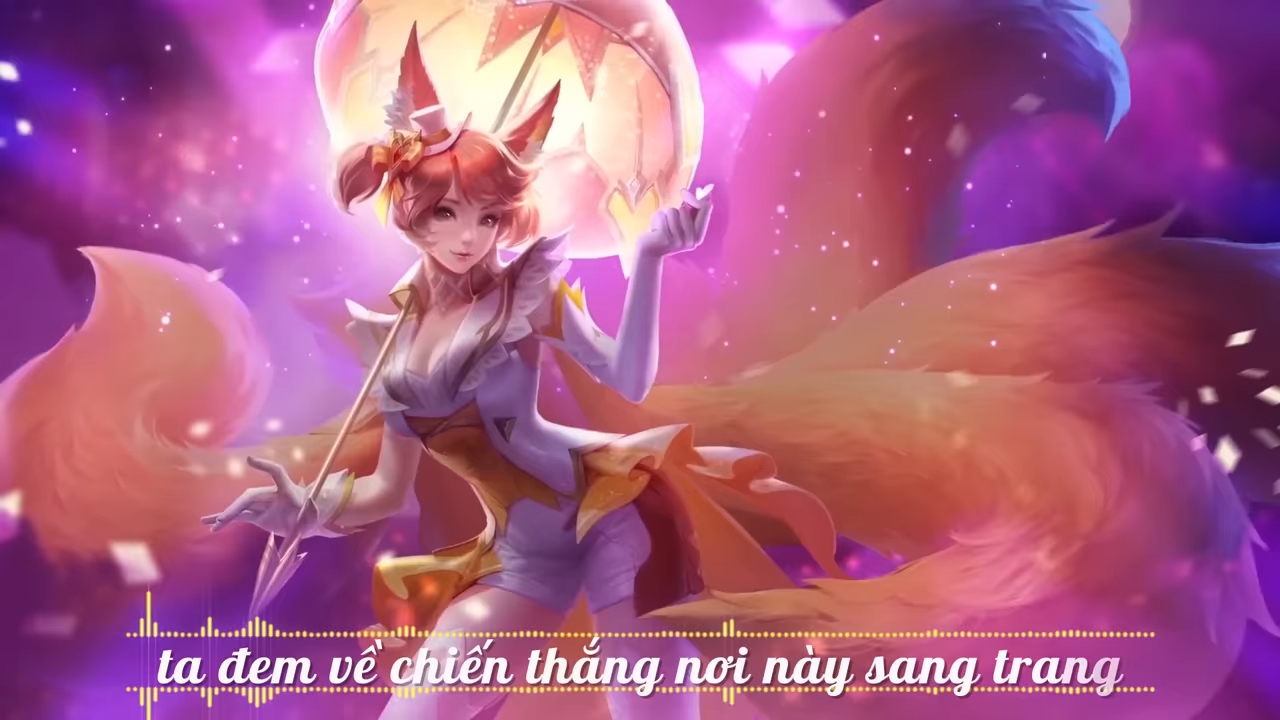 ta đem về chiến thắng nơi này sang trang